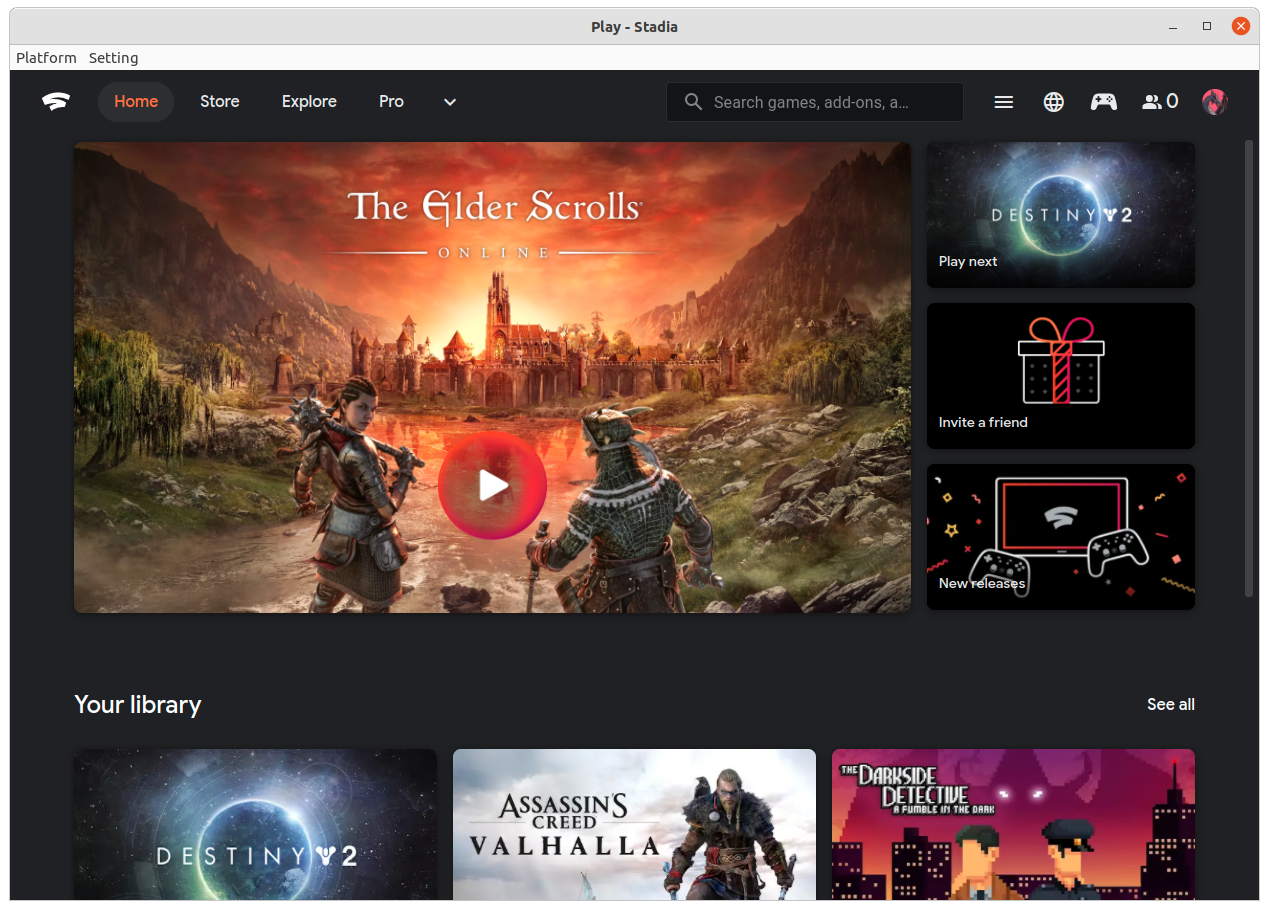 Play - Stadia
Platform Setting
Home Store Explore Pro
Search games, add-ons, a...
0
The Elder Scrolls
ONLINE
DESTINY 2
Play next
Invite a friend
New releases
Your library
See all
DESTINY 2
ASSASSIN'S
CREED
VALHALLA
THE DARKSIDE
DETECTIVE
A FUMBLE IN THE DARK